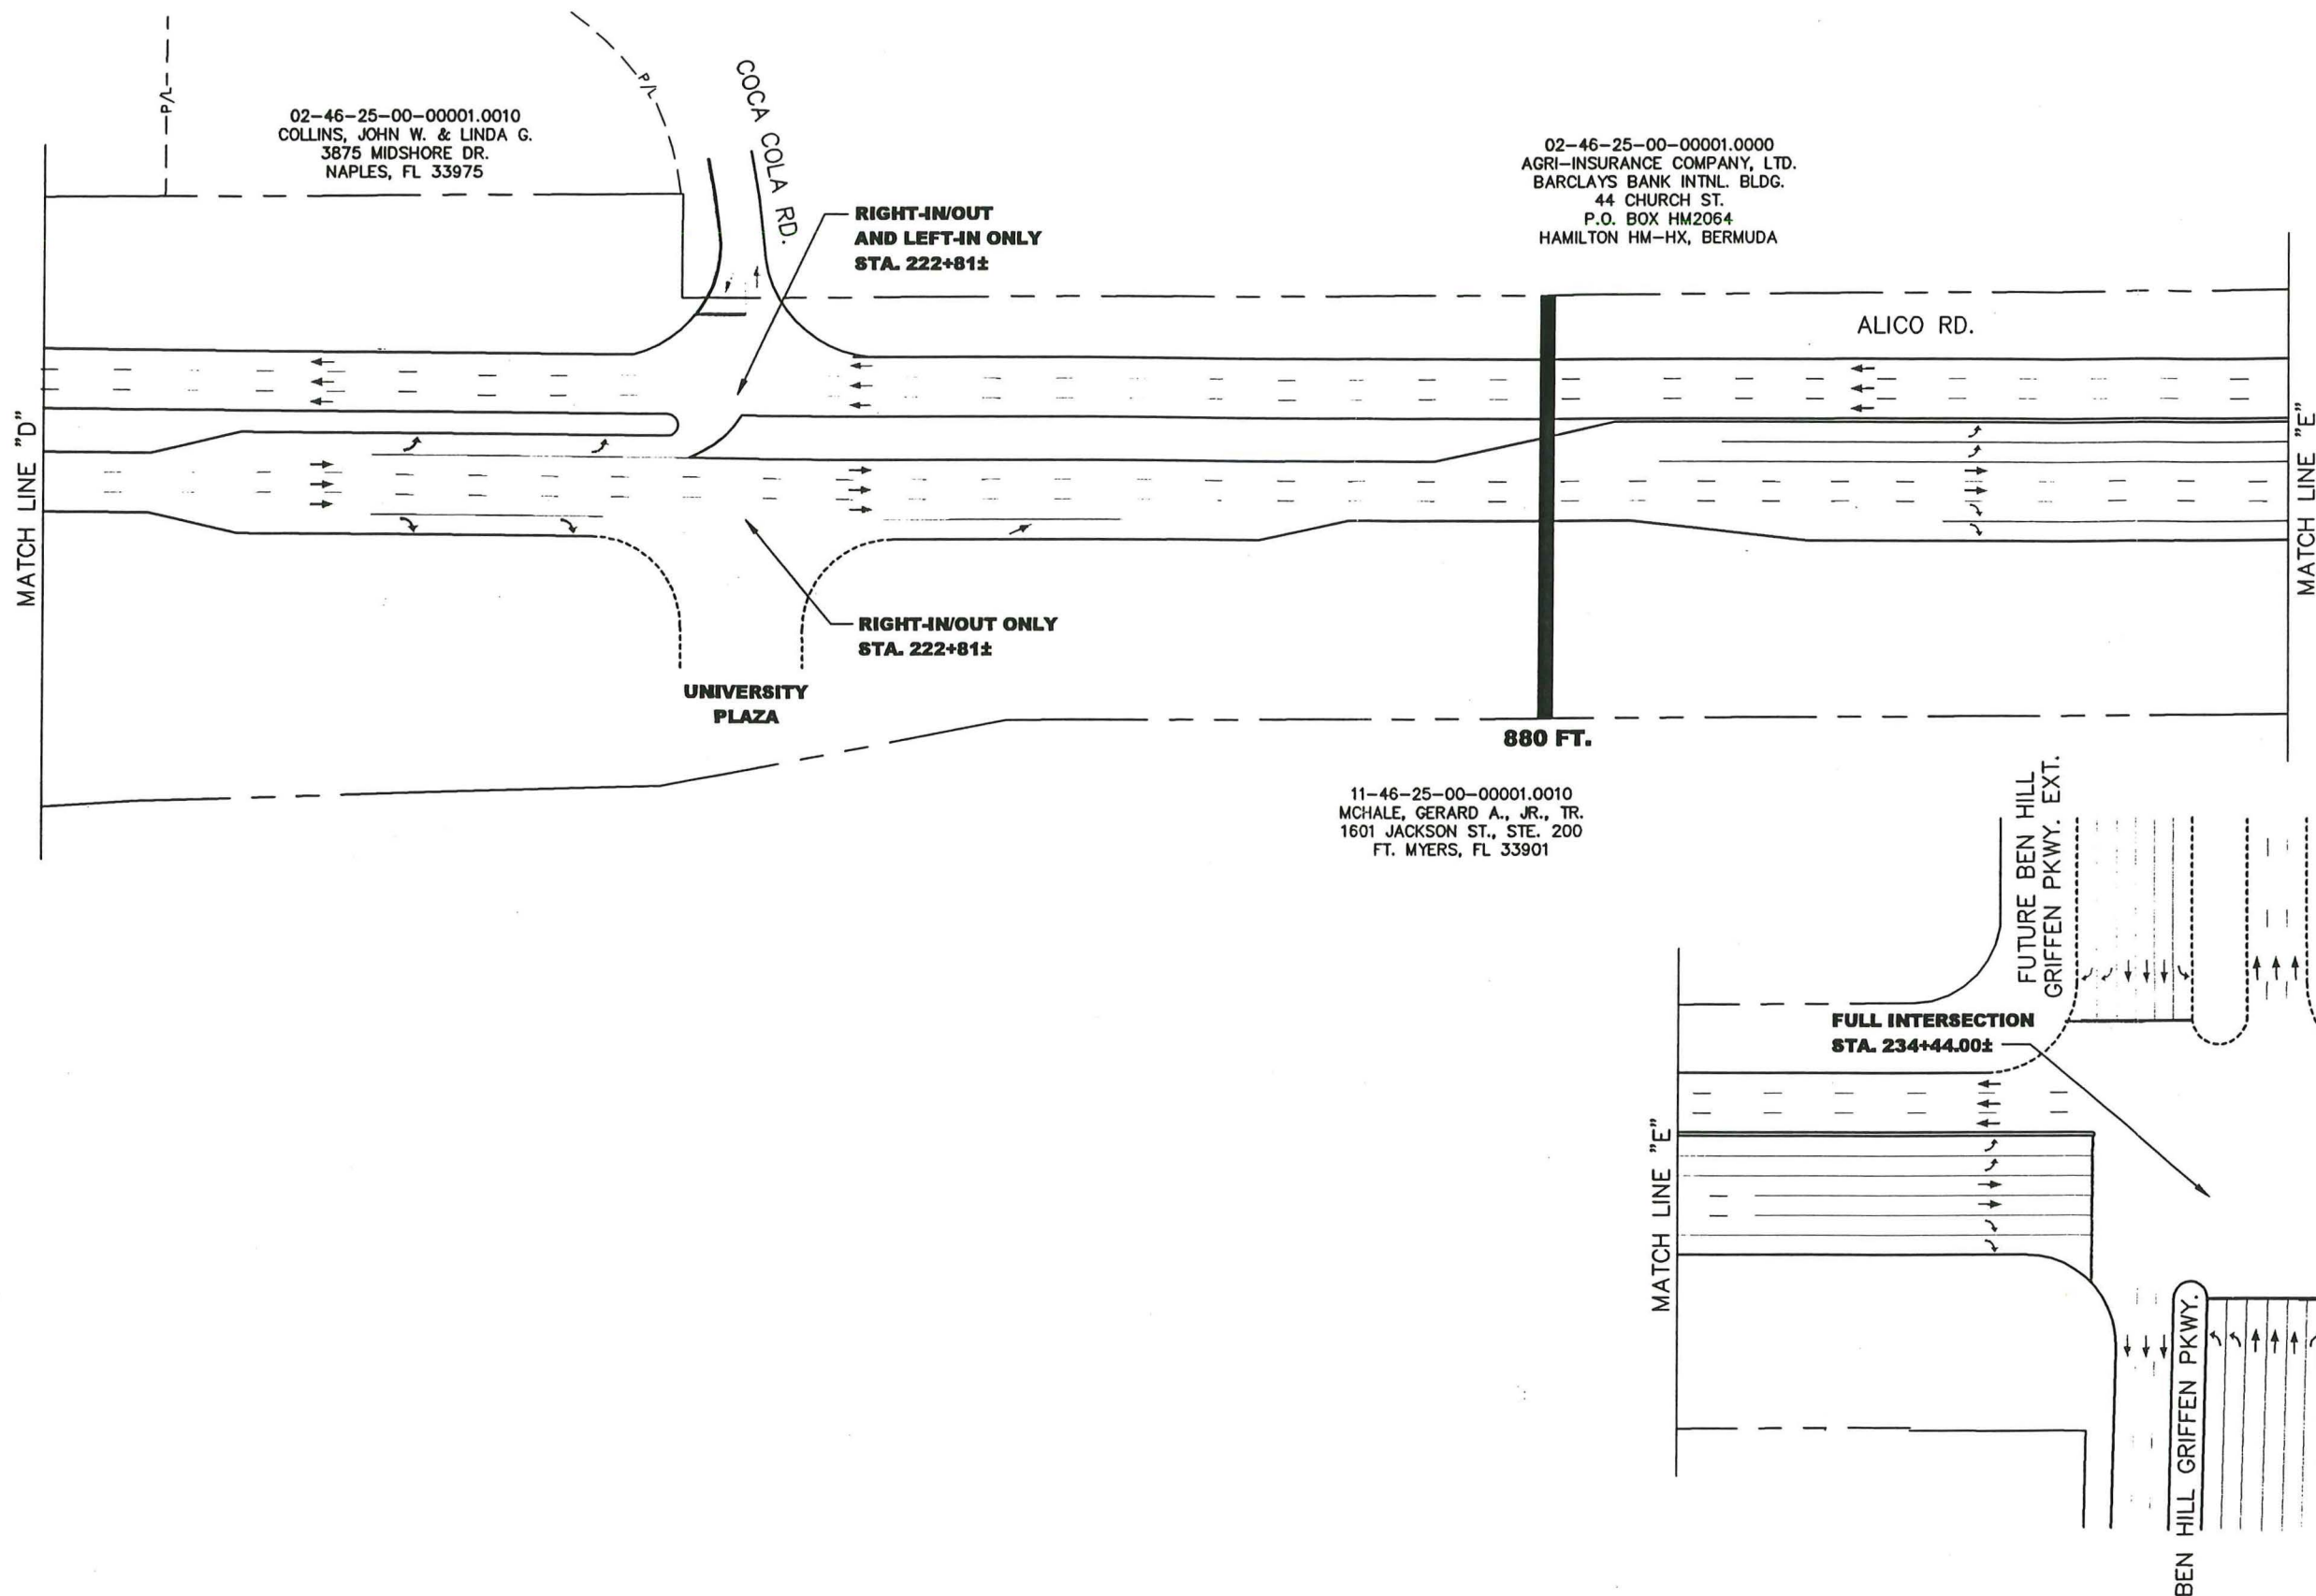 P/L
P/L
02-46-25-00-00001.0010
COLLINS, JOHN W. & LINDA G.
3875 MIDSHORE DR.
NAPLES, FL 33975
COCA COLA RD.
RIGHT-IN/OUT
AND LEFT-IN ONLY
STA. 222+81±
02-46-25-00-00001.0000
AGRI-INSURANCE COMPANY, LTD.
BARCLAYS BANK INTNL. BLDG.
44 CHURCH ST.
P.O. BOX HM2064
HAMILTON HM-HX, BERMUDA
ALICO RD.
MATCH LINE "D"
MATCH LINE "E"
RIGHT-IN/OUT ONLY
STA. 222+81±
UNIVERSITY
PLAZA
880 FT.
11-46-25-00-00001.0010
MCHALE, GERARD A., JR., TR.
1601 JACKSON ST., STE. 200
FT. MYERS, FL 33901
FUTURE BEN HILL
GRIFFEN PKWY. EXT.
FULL INTERSECTION
STA. 234+44.00±
MATCH LINE "E"
BEN HILL GRIFFEN PKWY.